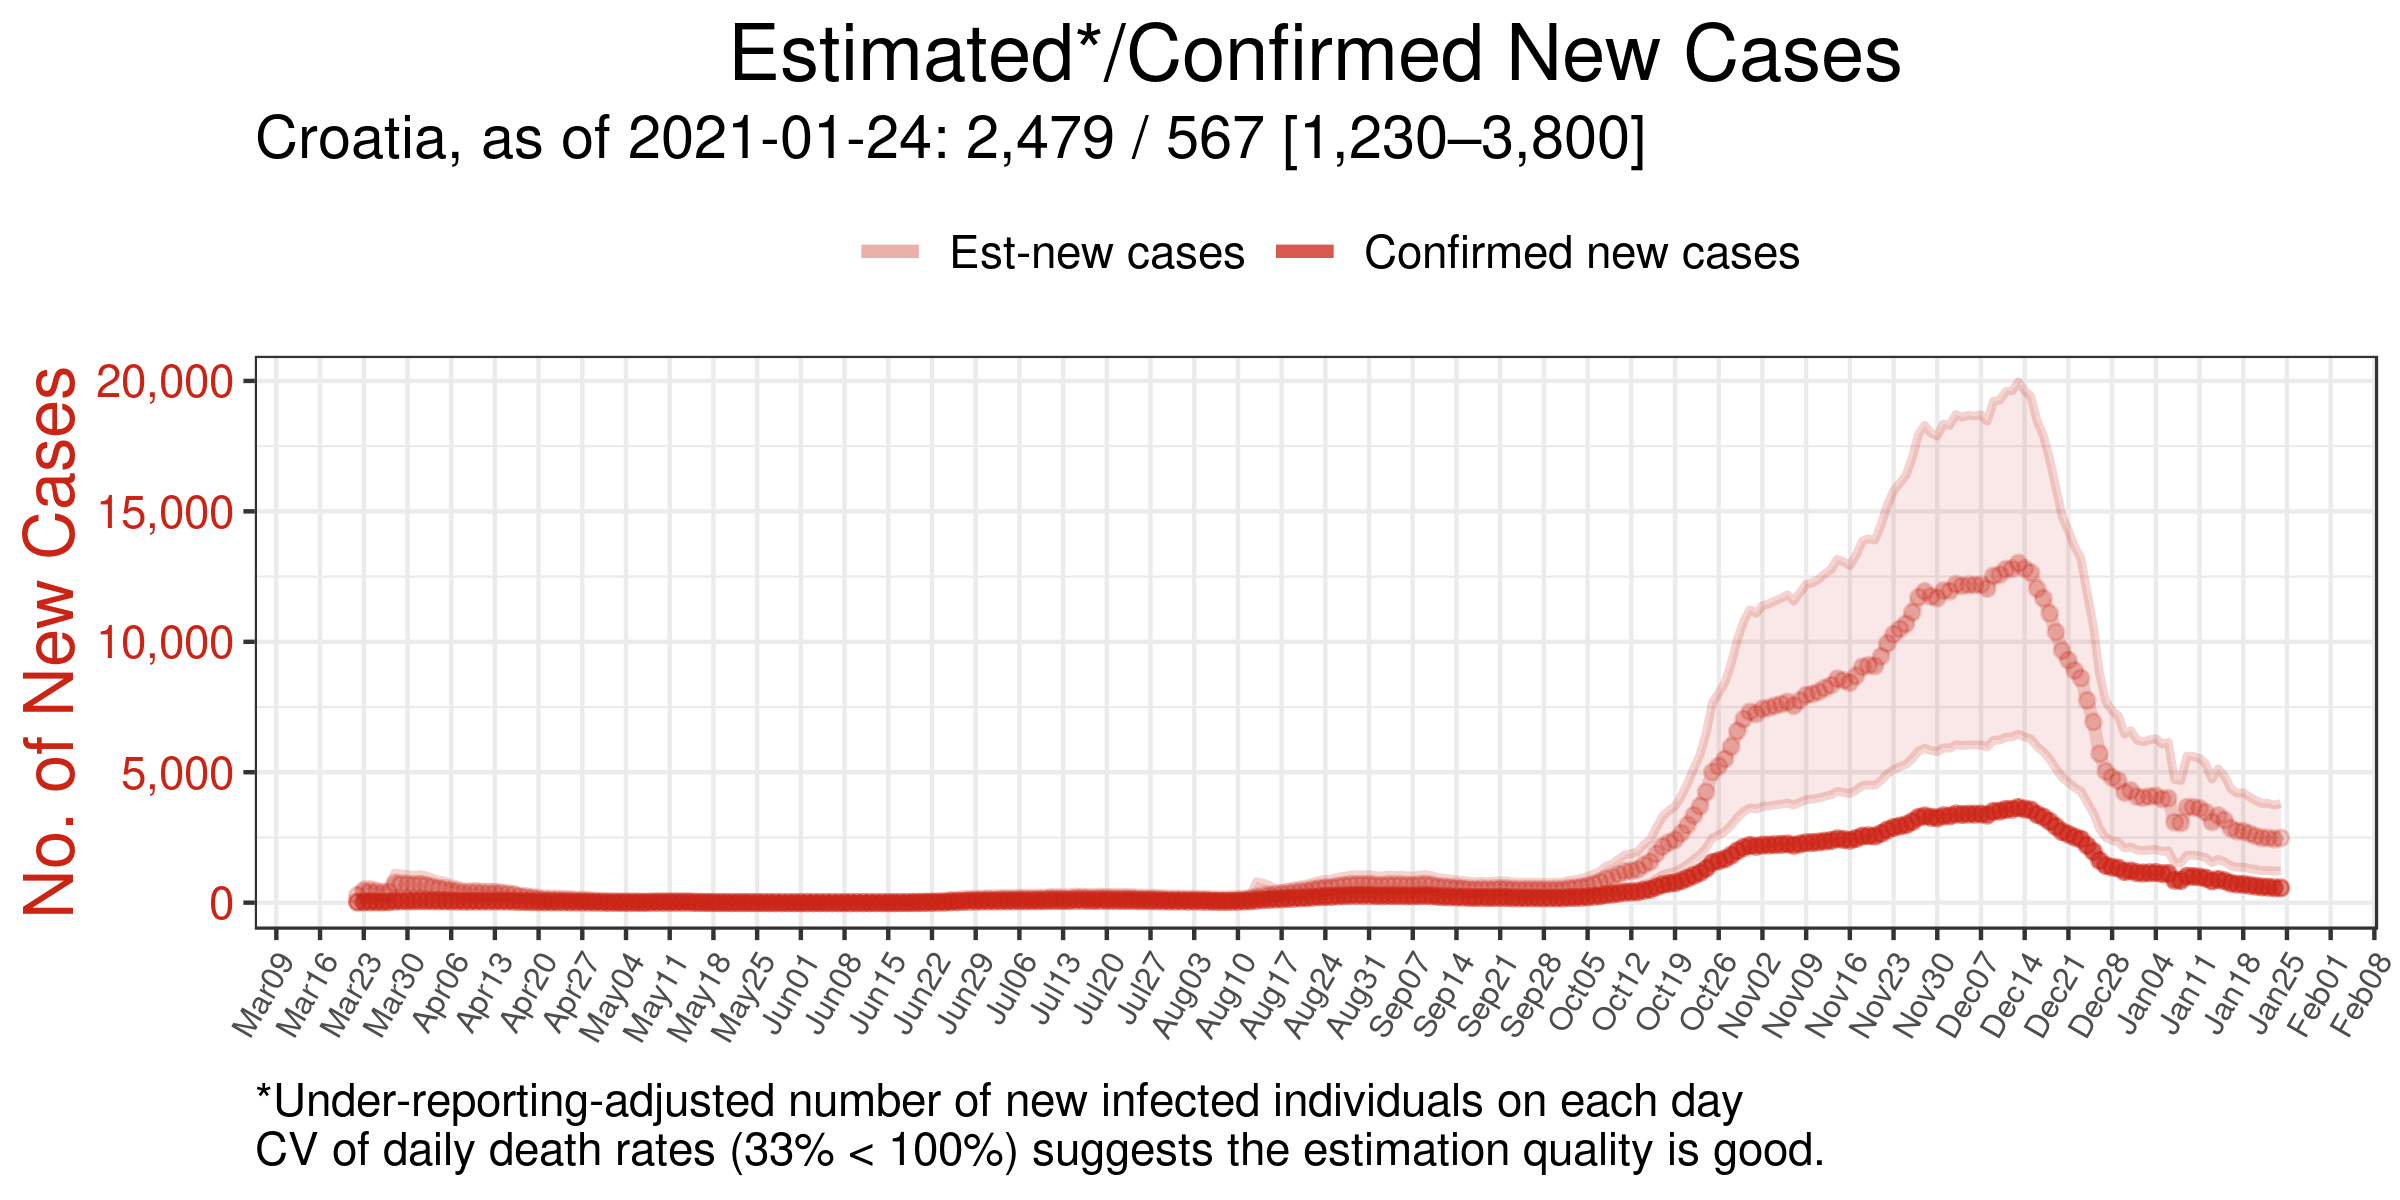 Estimated*/Confirmed New Cases
Croatia, as of 2021-01-24: 2,479 / 567 [1,230–3,800]
Est-new cases Confirmed new cases
No. of New Cases
20,000
15,000
10,000
5,000
0
Mar09 Mar16 Mar23 Mar30 Apr06 Apr13 Apr20 Apr27 May04 May11 May18 May25 Jun01 Jun08 Jun15 Jun22 Jun29 Jul06 Jul13 Jul20 Jul27 Aug03 Aug10 Aug17 Aug24 Aug31 Sep07 Sep14 Sep21 Sep28 Oct05 Oct12 Oct19 Oct26 Nov02 Nov09 Nov16 Nov23 Nov30 Dec07 Dec14 Dec21 Dec28 Jan04 Jan11 Jan18 Jan25 Feb01 Feb08
*Under-reporting-adjusted number of new infected individuals on each day
CV of daily death rates (33% < 100%) suggests the estimation quality is good.